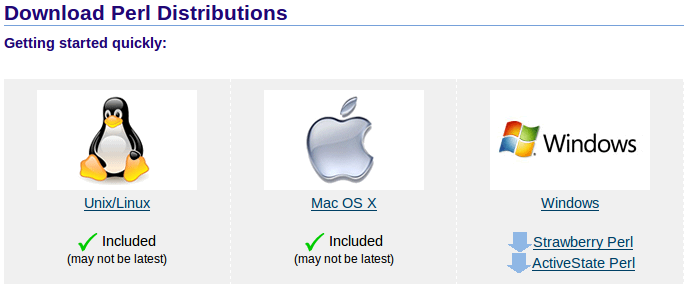 Download Perl Distributions
Getting started quickly:
Windows
Unix/Linux
Mac OS X
Windows
Included
(may not be latest)
Included
(may not be latest)
Strawberry Perl
ActiveState Perl